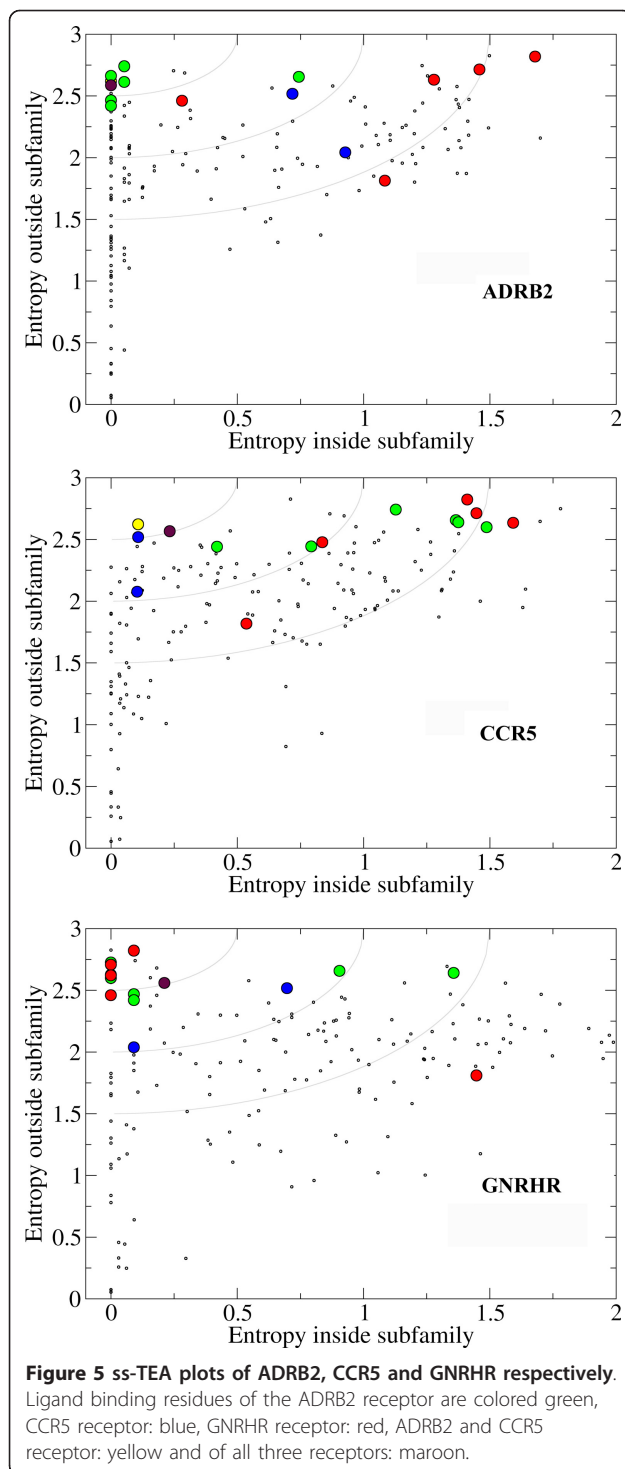 3
2.5
2
1.5
1
0.5
0
Entropy outside subfamily
ADRB2
0 0.5 1 1.5 2
Entropy inside subfamily
3
2.5
2
1.5
1
0.5
0
Entropy outside subfamily
CCR5
0 0.5 1 1.5 2
Entropy inside subfamily
3
2.5
2
1.5
1
0.5
0
Entropy outside subfamily
GNRHR
0 0.5 1 1.5 2
Entropy inside subfamily
Figure 5 ss-TEA plots of ADRB2, CCR5 and GNRHR respectively.
Ligand binding residues of the ADRB2 receptor are colored green,
CCR5 receptor: blue, GNRHR receptor: red, ADRB2 and CCR5
receptor: yellow and of all three receptors: maroon.